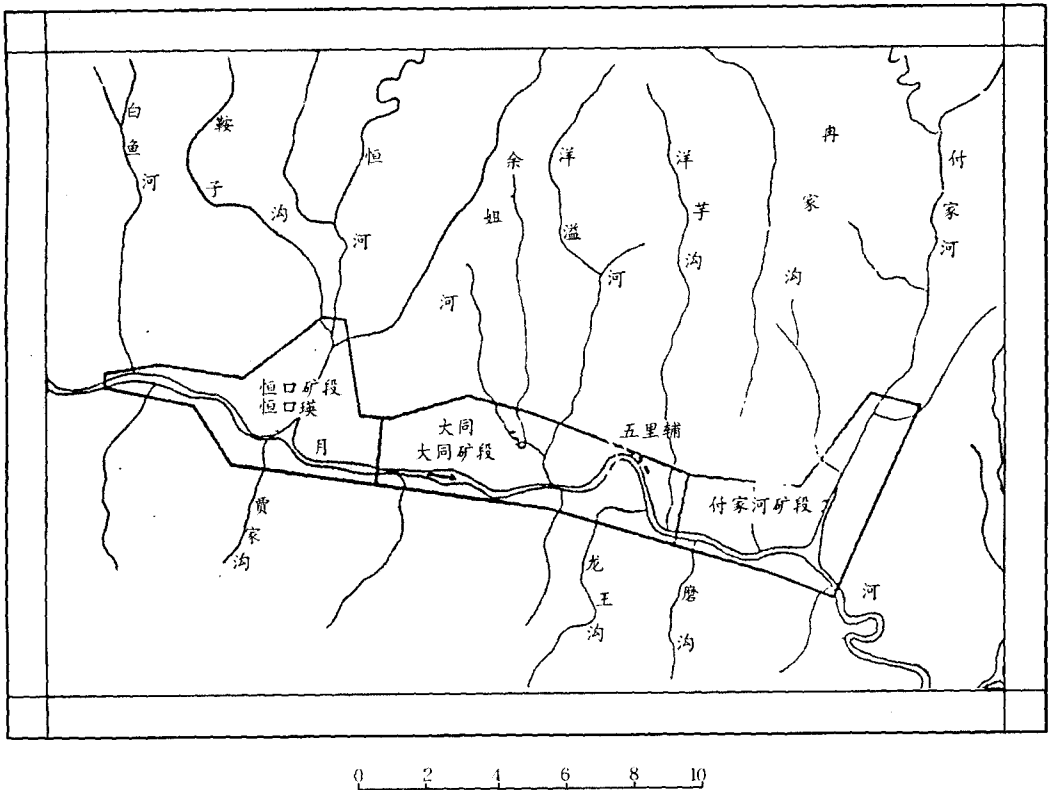 白鱼河
鞍子沟
恒河
余姐河
洋溢河
洋芋沟
冉家沟
付家河
恒口矿段
恒口瑛
月河
大同
大同矿段
五里辅
付家河矿段
贾家沟
龙王沟
磨沟
0 2 4 6 8 10